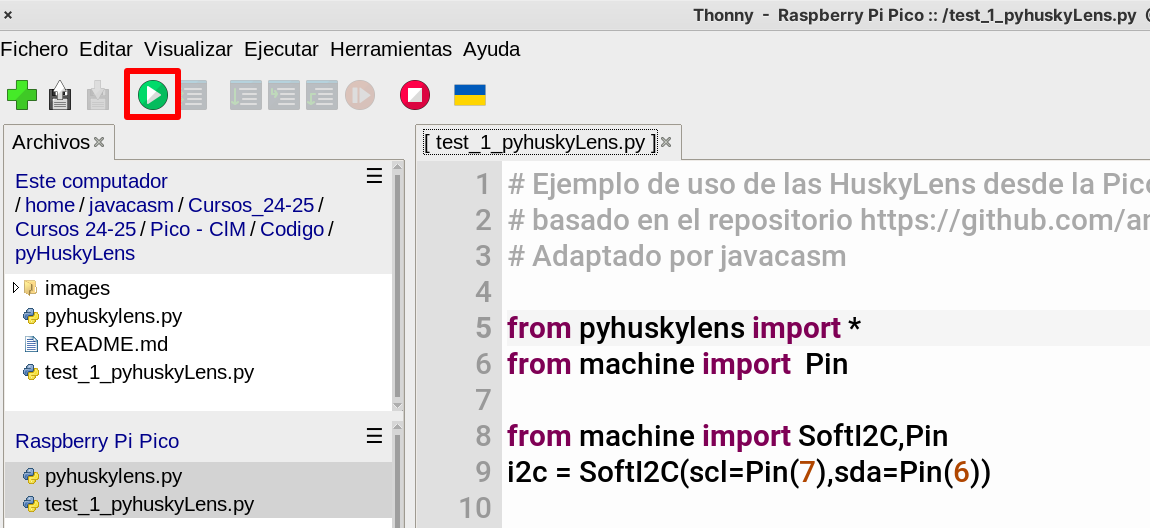 Thonny - Raspberry Pi Pico :: /test_1_pyhuskyLens.py
Fichero Editar Visualizar Ejecutar Herramientas Ayuda
Archivos
Este computador
/ home / javacasm / Cursos_24-25 /
Cursos 24-25 / Pico - ClM / Codigo /
pyHuskyLens
images
pyhuskylens.py
README.md
test_1_pyhuskyLens.py
Raspberry Pi Pico
pyhuskylens.py
test_1_pyhuskyLens.py
[ test_1_pyhuskyLens.py ]
1 # Ejemplo de uso de las HuskyLens desde la Pico
2 # basado en el repositorio https://github.com/
3 # Adaptado por javacasm
4
5 from pyhuskylens import *
6 from machine import  Pin
7
8 from machine import SoftI2C,Pin
9 i2c = SoftI2C(scl=Pin(7),sda=Pin(6))
10